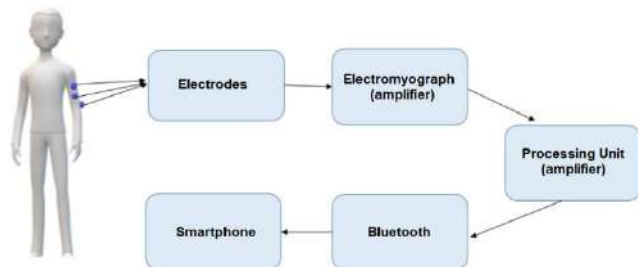 Electrodes
Electromyograph
(amplifier)
Processing Unit
(amplifier)
Smartphone
Bluetooth